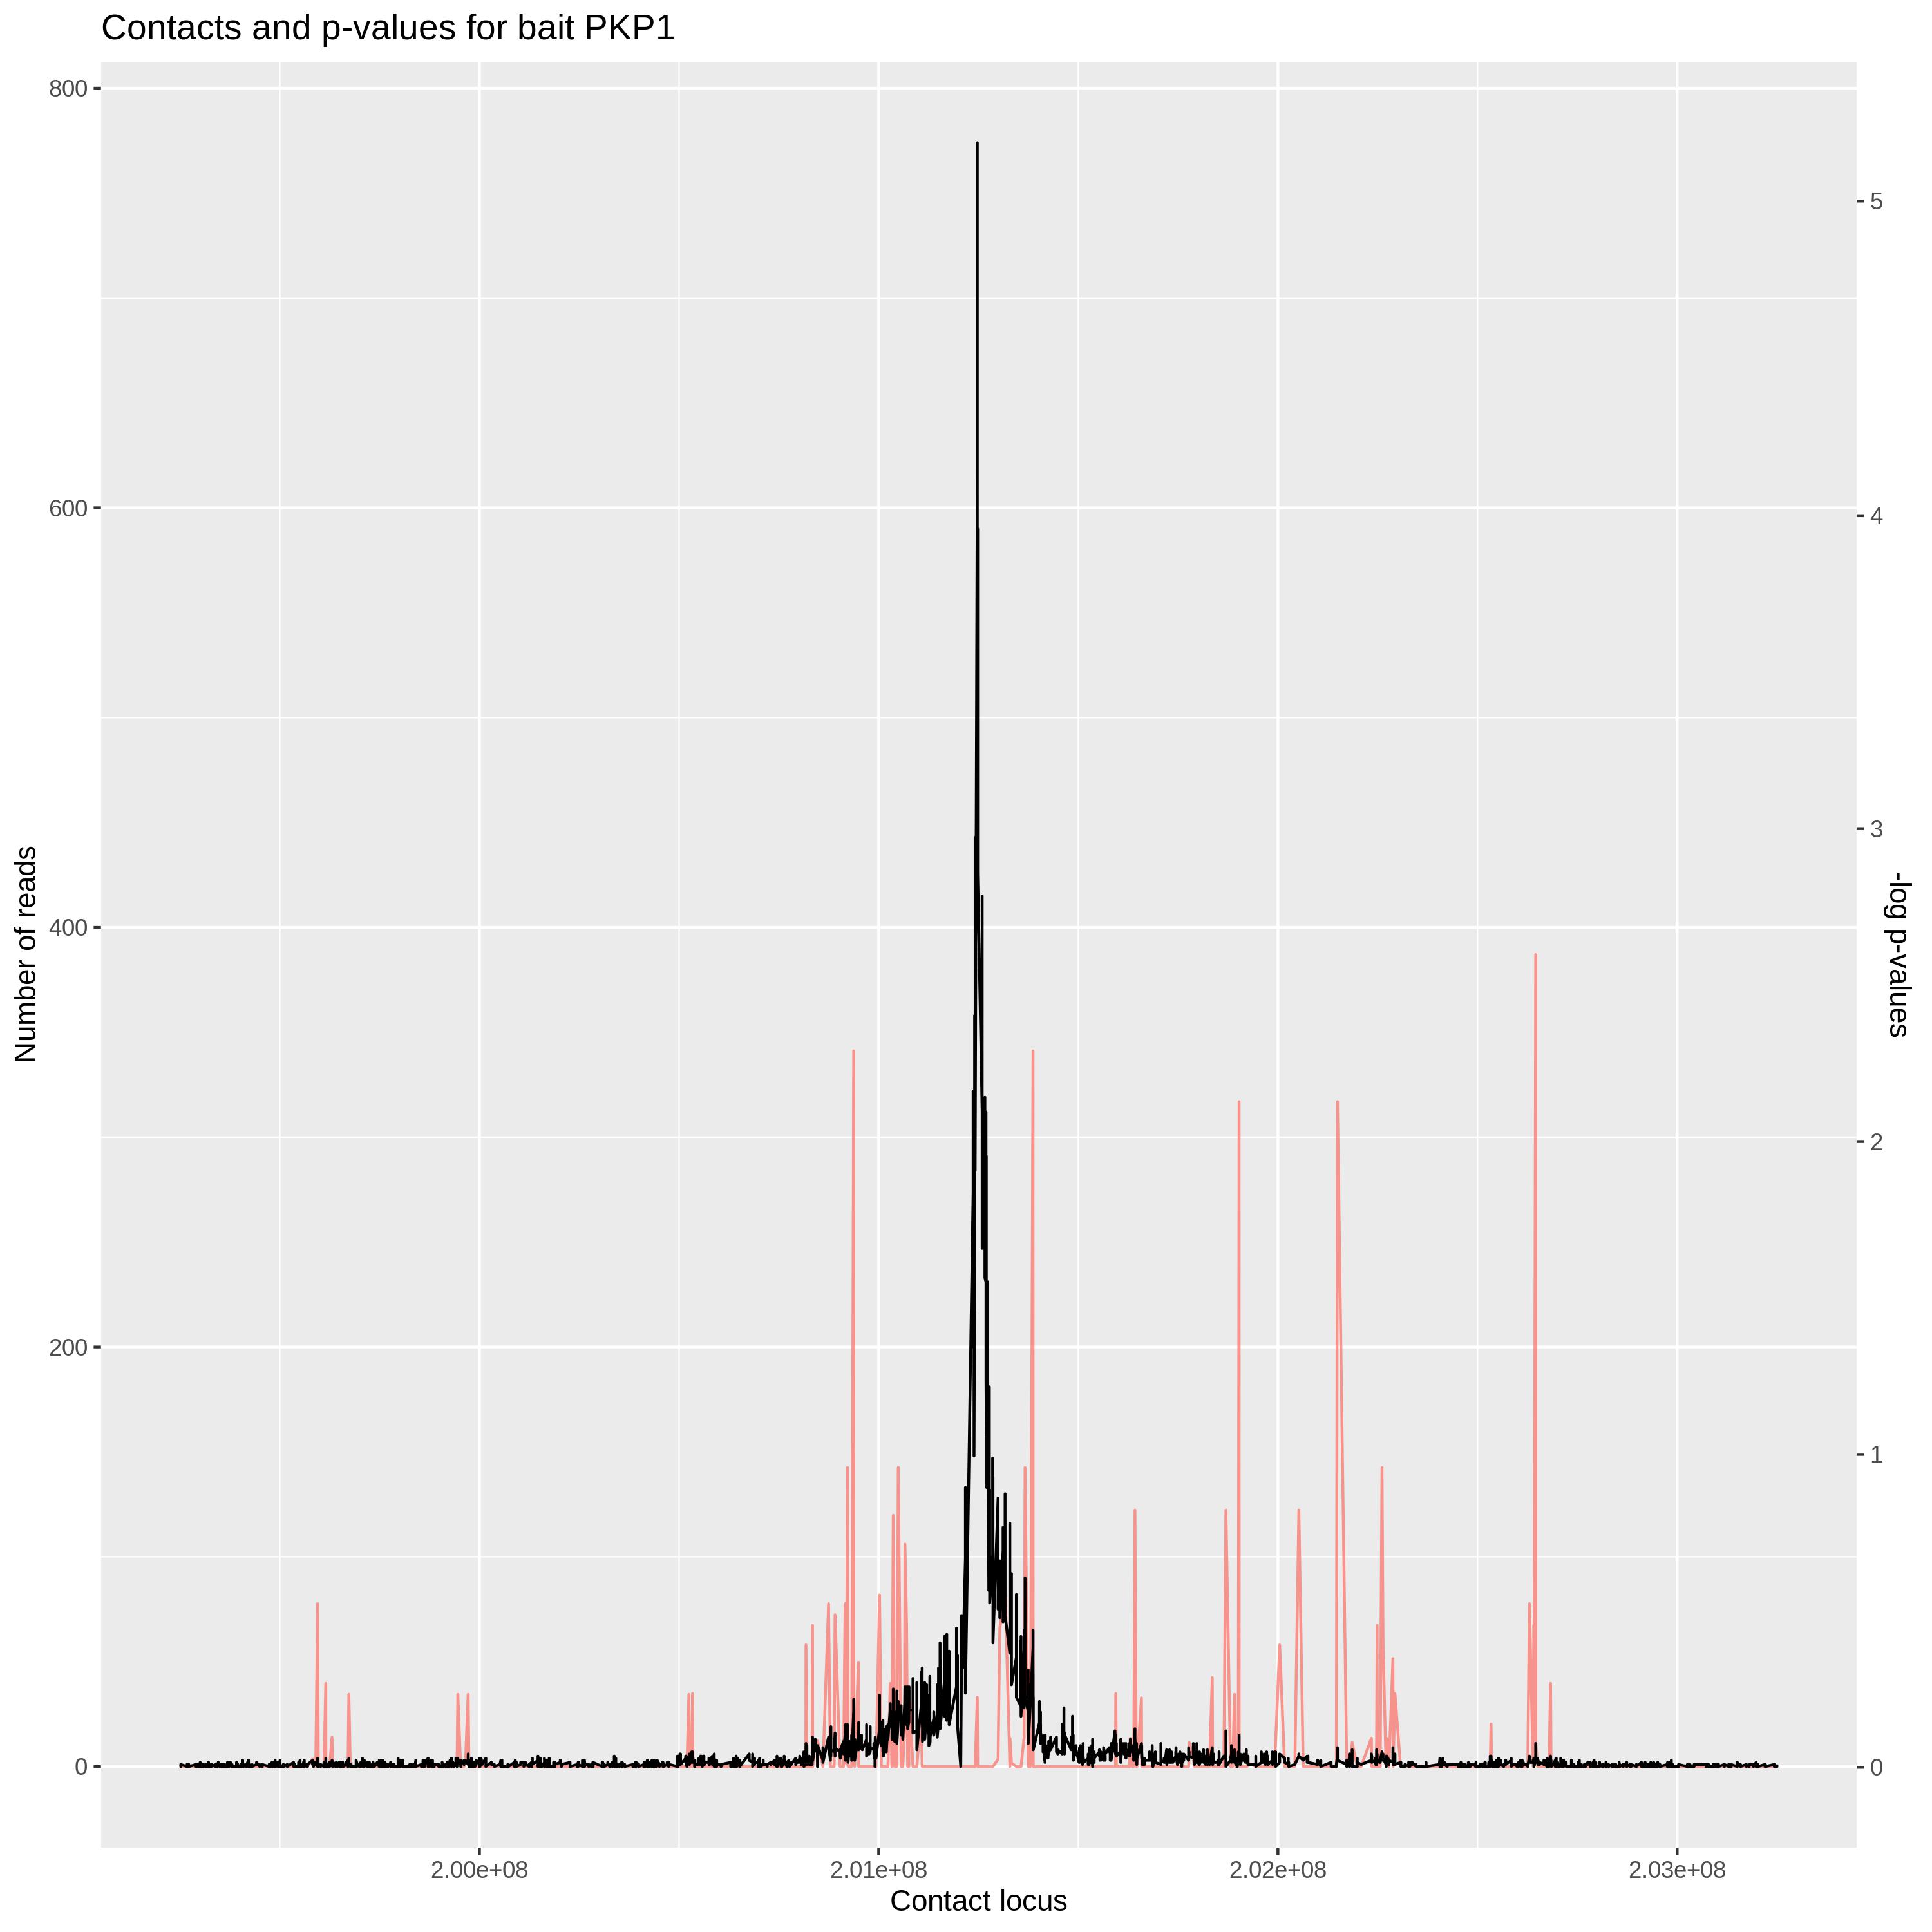 Contacts and p-values for bait PKP1
800
600
400
200
0
Number of reads
5
4
3
2
1
0
-log p-values
2.00e+08 2.01e+08 2.02e+08 2.03e+08
Contact locus